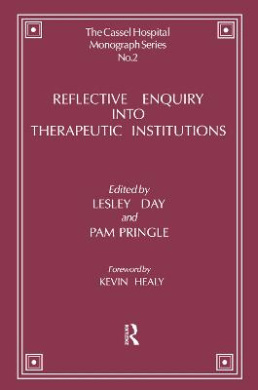 The Cassel Hospital
Monograph Series
No.2
REFLECTIVE ENQUIRY
INTO
THERAPEUTIC INSTITUTIONS
Edited by
LESLEY DAY
and
PAM PRINGLE
Foreword by
KEVIN HEALY
R